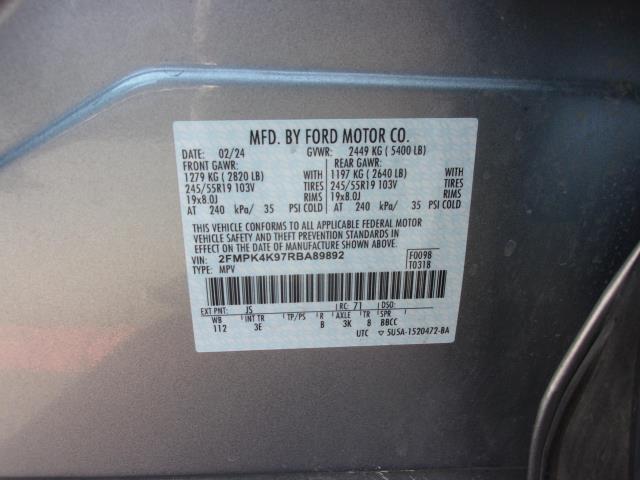 MFD. BY FORD MOTOR CO.
DATE: 02/24 GVWR: 2449 KG ( 5400 LB)
FRONT GAWR: REAR GAWR:
1279 KG ( 2820 LB) 1197 KG ( 2640 LB)
245/55R19 103V TIRES 245/55R19 103V TIRES
19x8.0J RIMS 19x8.0J RIMS
AT 240 kPa/ 35 PSI COLD AT 240 kPa/ 35 PSI COLD
THIS VEHICLE CONFORMS TO ALL APPLICABLE FEDERAL MOTOR
VEHICLE SAFETY AND THEFT PREVENTION STANDARDS IN
EFFECT ON THE DATE OF MANUFACTURE SHOWN ABOVE.
VIN: 2FMPK4K97RBA89892 F0098
TYPE: MPV T0318
EXT PNT: JS RC: 71 DSO:
WB INT TR TP/PS R AXLE TR SPR
112 3E B 3K 8 BBCC
UTC ▽ 5U5A-1520472-BA